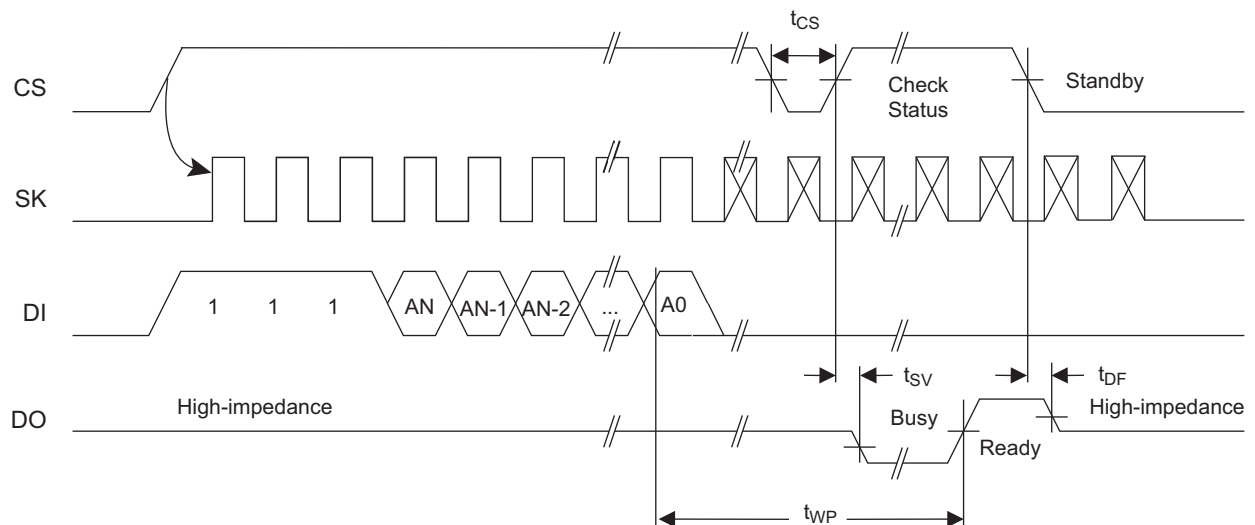 tCS
CS
Check
Status
Standby
SK
DI
1 1 1 AN AN-1 AN-2 ... A0
tSV
tDF
DO
High-impedance
Busy
Ready
High-impedance
tWP